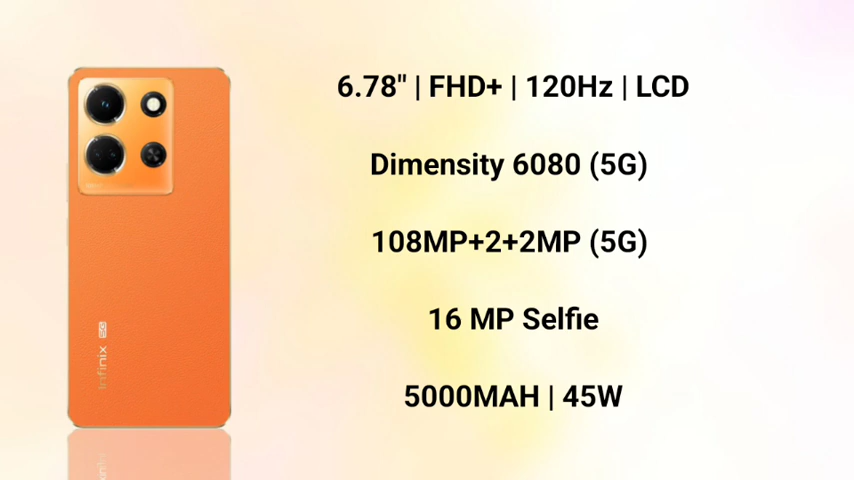 6.78" | FHD+ | 120Hz | LCD
Dimensity 6080 (5G)
108MP+2+2MP (5G)
16 MP Selfie
5000MAH | 45W
Infinix 5G